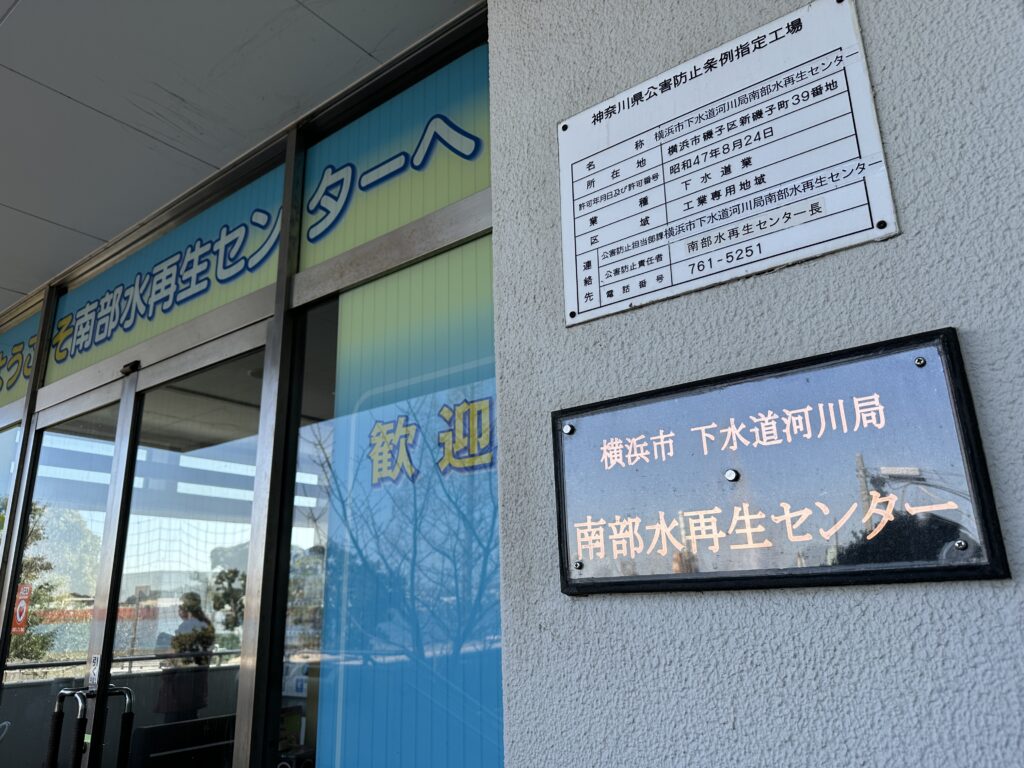 ようこそ南部水再生センターへ
歓迎
引く
神奈川県公害防止条例指定工場
名称 横浜市下水道河川局南部水再生センター
所在地 横浜市磯子区新磯子町39番地
許可年月日及び許可番号 昭和47年8月24日
業種 下水道業
区域 工業専用地域
連絡先 公害防止担当部課 横浜市下水道河川局南部水再生センター
公害防止責任者 南部水再生センター長
電話番号 761-5251
横浜市 下水道河川局
南部水再生センター